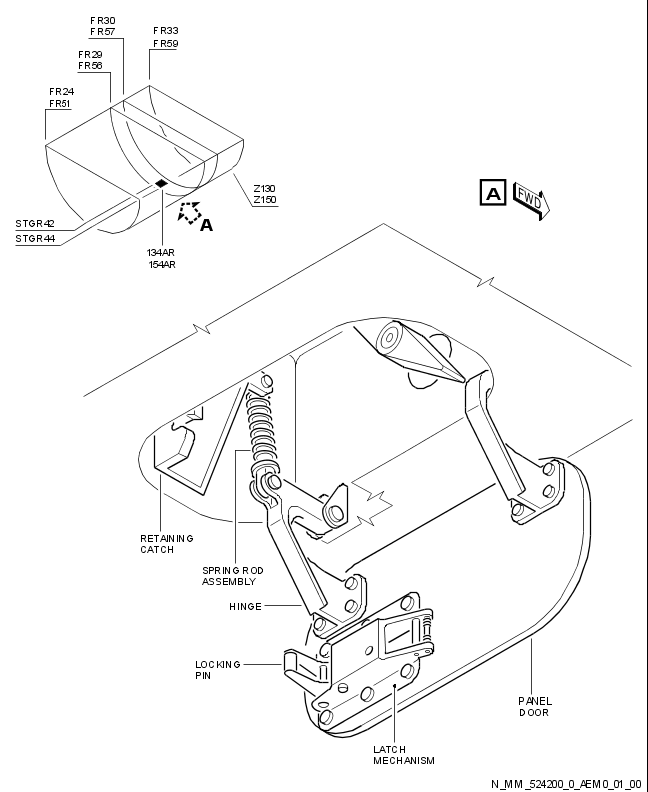 FR30
FR57
FR33
FR59
FR29
FR56
FR24
FR51
Z130
Z150
STGR42
STGR44
A
134AR
154AR
A
FWD
RETAINING
CATCH
SPRING ROD
ASSEMBLY
HINGE
LOCKING
PIN
PANEL
DOOR
LATCH
MECHANISM
N_MM_524200_0_AEM0_01_00